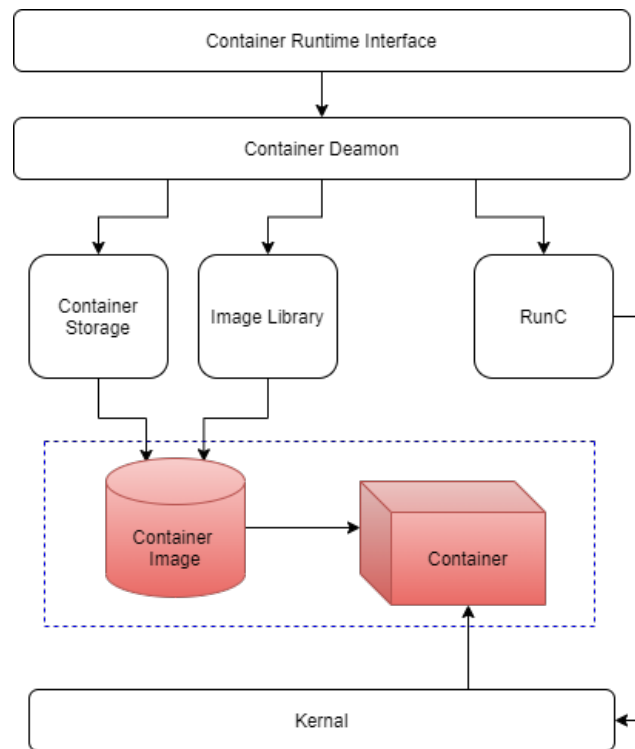 Container Runtime Interface
Container Deamon
Container
Storage
Image Library
RunC
Container
Image
Container
Kernal